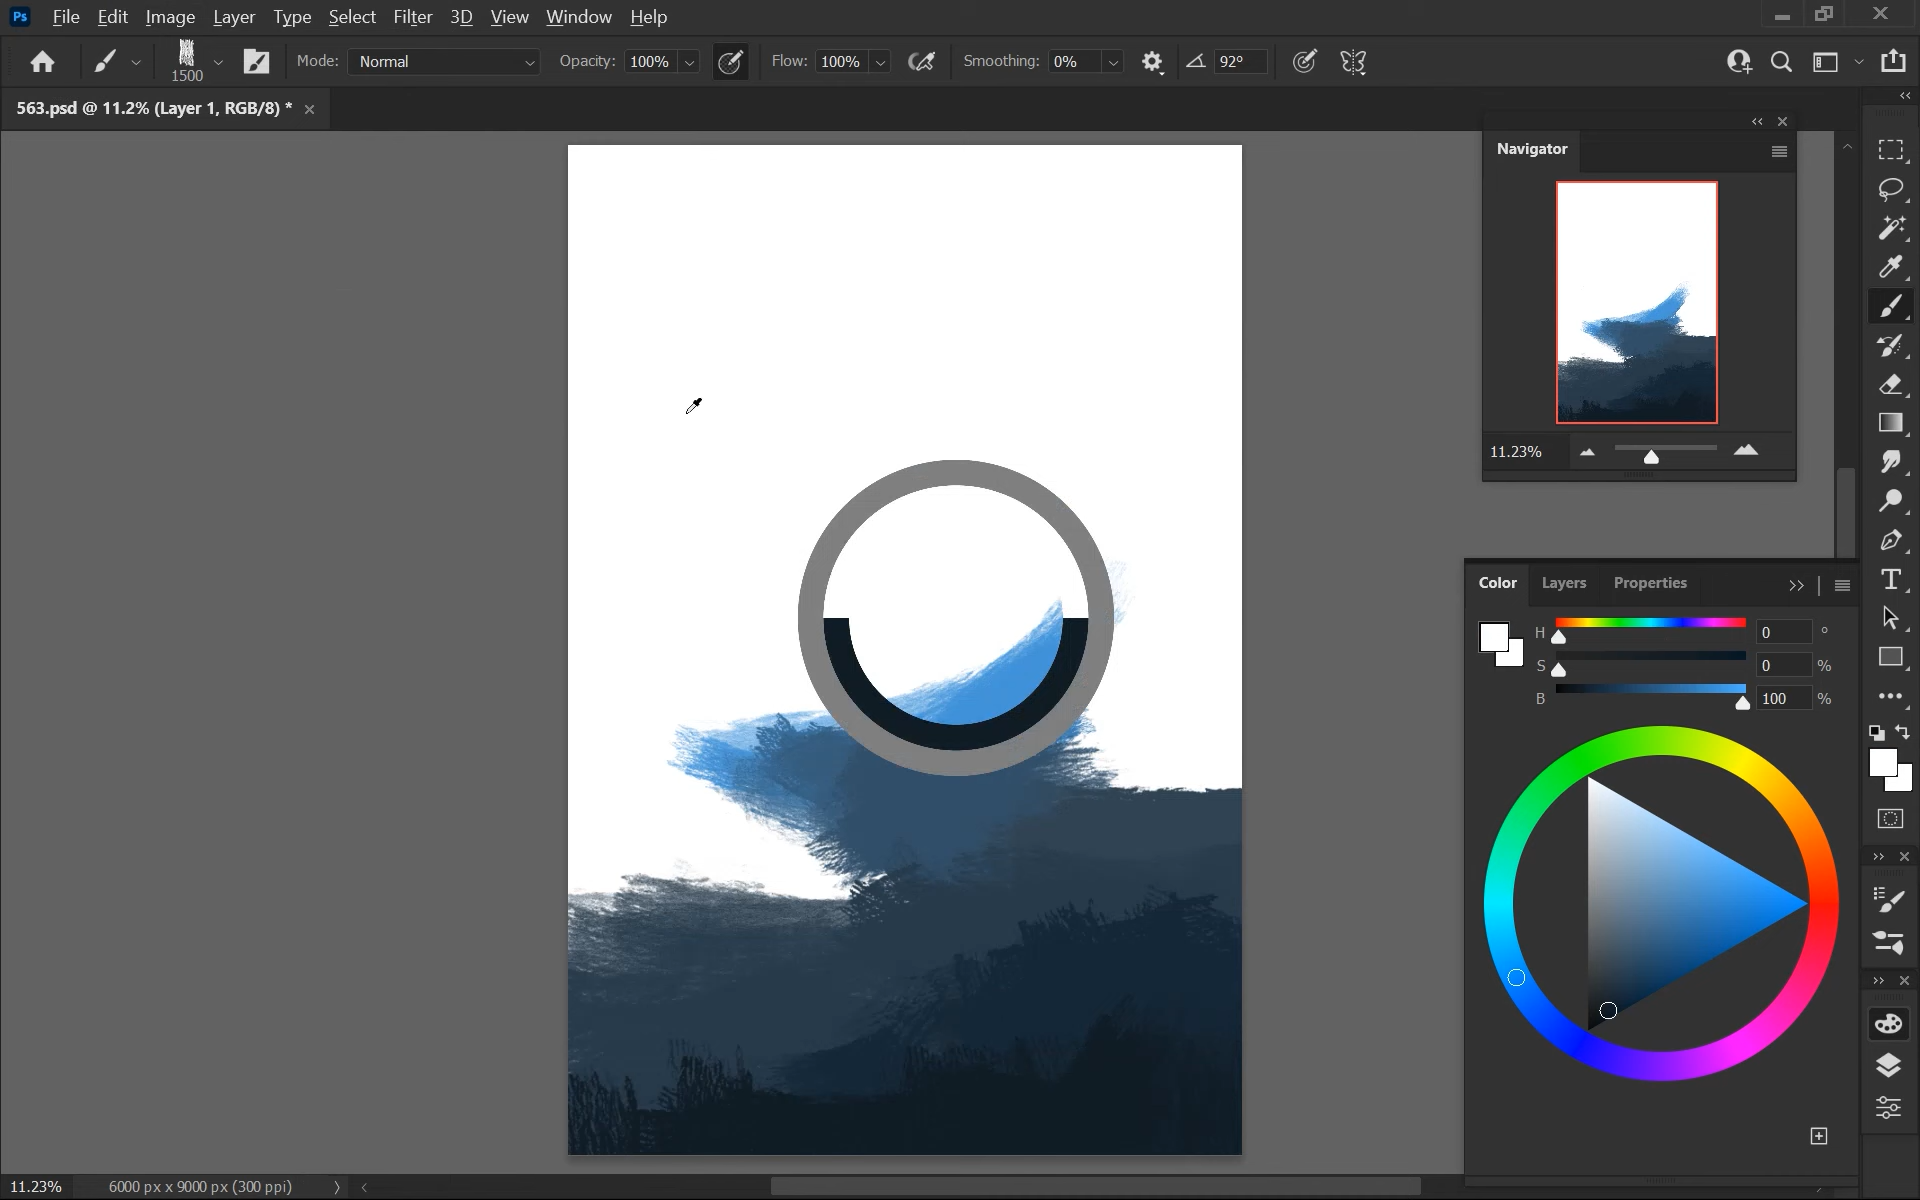 Ps File Edit Image Layer Type Select Filter 3D View Window Help
1500 Mode: Normal Opacity: 100% Flow: 100% Smoothing: 0% 92°
563.psd @ 11.2% (Layer 1, RGB/8) *
Navigator
11.23%
Color Layers Properties
H 0 °
S 0 %
B 100 %
T
11.23% 6000 px x 9000 px (300 ppi)